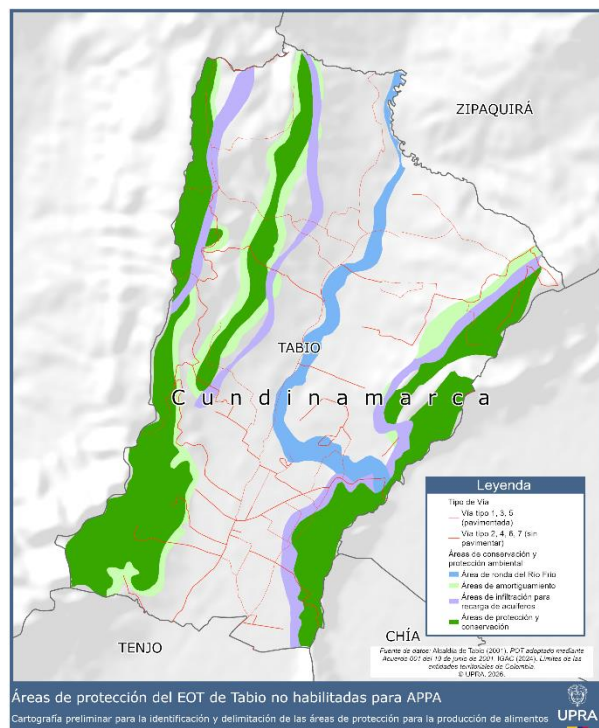 ZIPAQUIRÁ
TABIO
Cundinamarca
Leyenda
Tipo de Vía
Vía tipo 1, 3, 5
(pavimentada)
Vía tipo 2, 4, 6, 7 (sin
pavimentar)
Áreas de conservación y
protección ambiental
Área de ronda del Río Frío
Áreas de amortiguamiento
Áreas de infiltración para
recarga de acuíferos
Áreas de protección y
conservación
TENJO
CHÍA
Fuente de datos: Alcaldía de Tabio (2001). POT adoptado mediante
Acuerdo 001 del 13 de junio de 2001. IGAC (2024). Límites de las
entidades territoriales de Colombia.
© UPRA, 2026.
Áreas de protección del EOT de Tabio no habilitadas para APPA
Cartografía preliminar para la identificación y delimitación de las áreas de protección para la producción de alimentos
UPRA